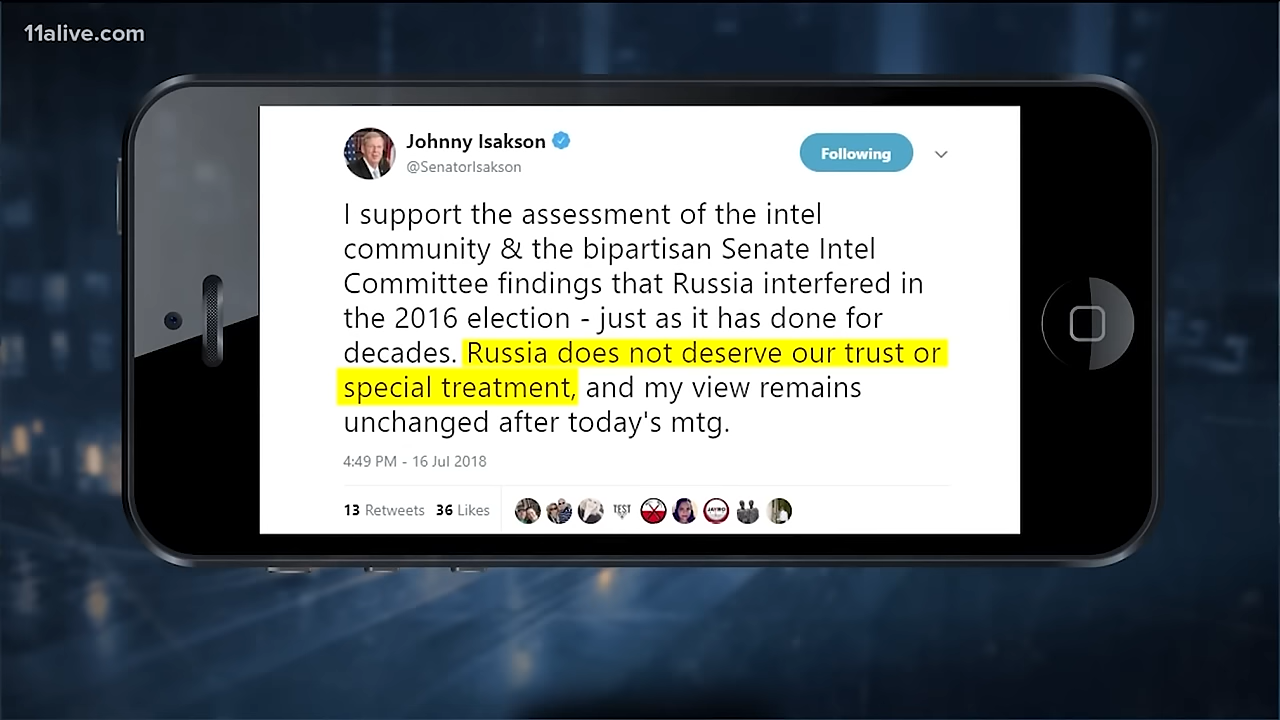 11alive.com
Johnny Isakson
@SenatorIsakson
Following
I support the assessment of the intel
community & the bipartisan Senate Intel
Committee findings that Russia interfered in
the 2016 election - just as it has done for
decades. Russia does not deserve our trust or
special treatment, and my view remains
unchanged after today's mtg.
4:49 PM - 16 Jul 2018
13 Retweets 36 Likes
TEST
JAYRO